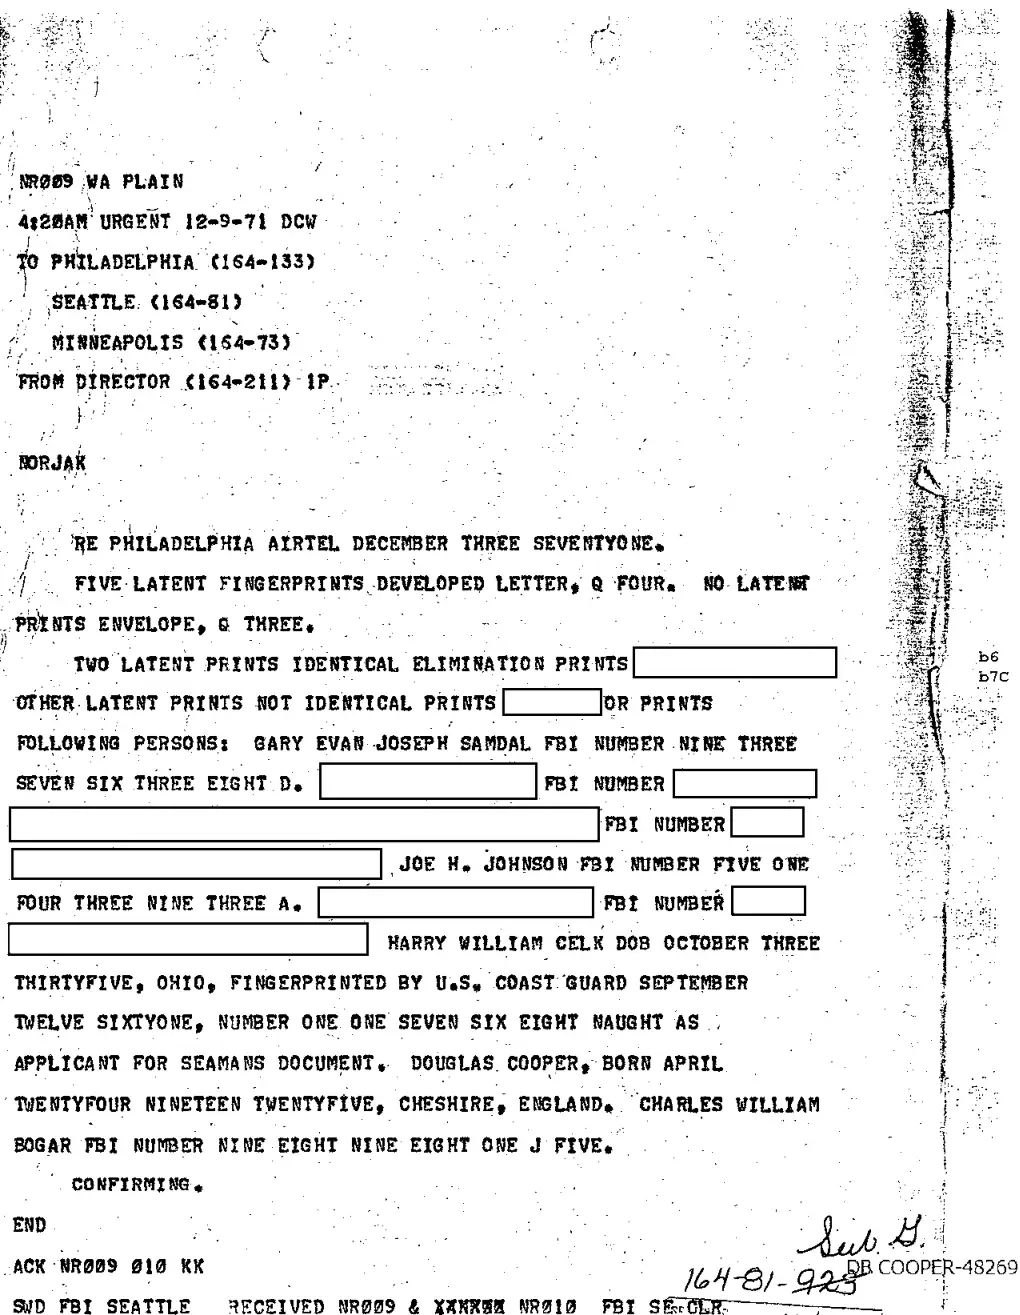 NR009 WA PLAIN
4:20AM URGENT 12-9-71 DCW
TO PHILADELPHIA (164-133)
SEATTLE (164-81)
MINNEAPOLIS (164-73)
FROM DIRECTOR (164-211) 1P
NORJAK
RE PHILADELPHIA AIRTEL DECEMBER THREE SEVENTYONE.
FIVE LATENT FINGERPRINTS DEVELOPED LETTER, Q FOUR. NO LATENT
PRINTS ENVELOPE, Q THREE.
TWO LATENT PRINTS IDENTICAL ELIMINATION PRINTS
b6
b7C
OTHER LATENT PRINTS NOT IDENTICAL PRINTS OR PRINTS
FOLLOWING PERSONS: GARY EVAN JOSEPH SAMDAL FBI NUMBER NINE THREE
SEVEN SIX THREE EIGHT D. FBI NUMBER
FBI NUMBER
JOE H. JOHNSON FBI NUMBER FIVE ONE
FOUR THREE NINE THREE A. FBI NUMBER
HARRY WILLIAM CELK DOB OCTOBER THREE
THIRTYFIVE, OHIO, FINGERPRINTED BY U.S. COAST GUARD SEPTEMBER
TWELVE SIXTYONE, NUMBER ONE ONE SEVEN SIX EIGHT NAUGHT AS
APPLICANT FOR SEAMANS DOCUMENT. DOUGLAS COOPER, BORN APRIL
TWENTYFOUR NINETEEN TWENTYFIVE, CHESHIRE, ENGLAND. CHARLES WILLIAM
BOGAR FBI NUMBER NINE EIGHT NINE EIGHT ONE J FIVE.
CONFIRMING.
END
Sub G.
ACK NR009 010 KK
164-81-923
DB COOPER-48269
SWD FBI SEATTLE RECEIVED NR009 & NR010 FBI SE CLR